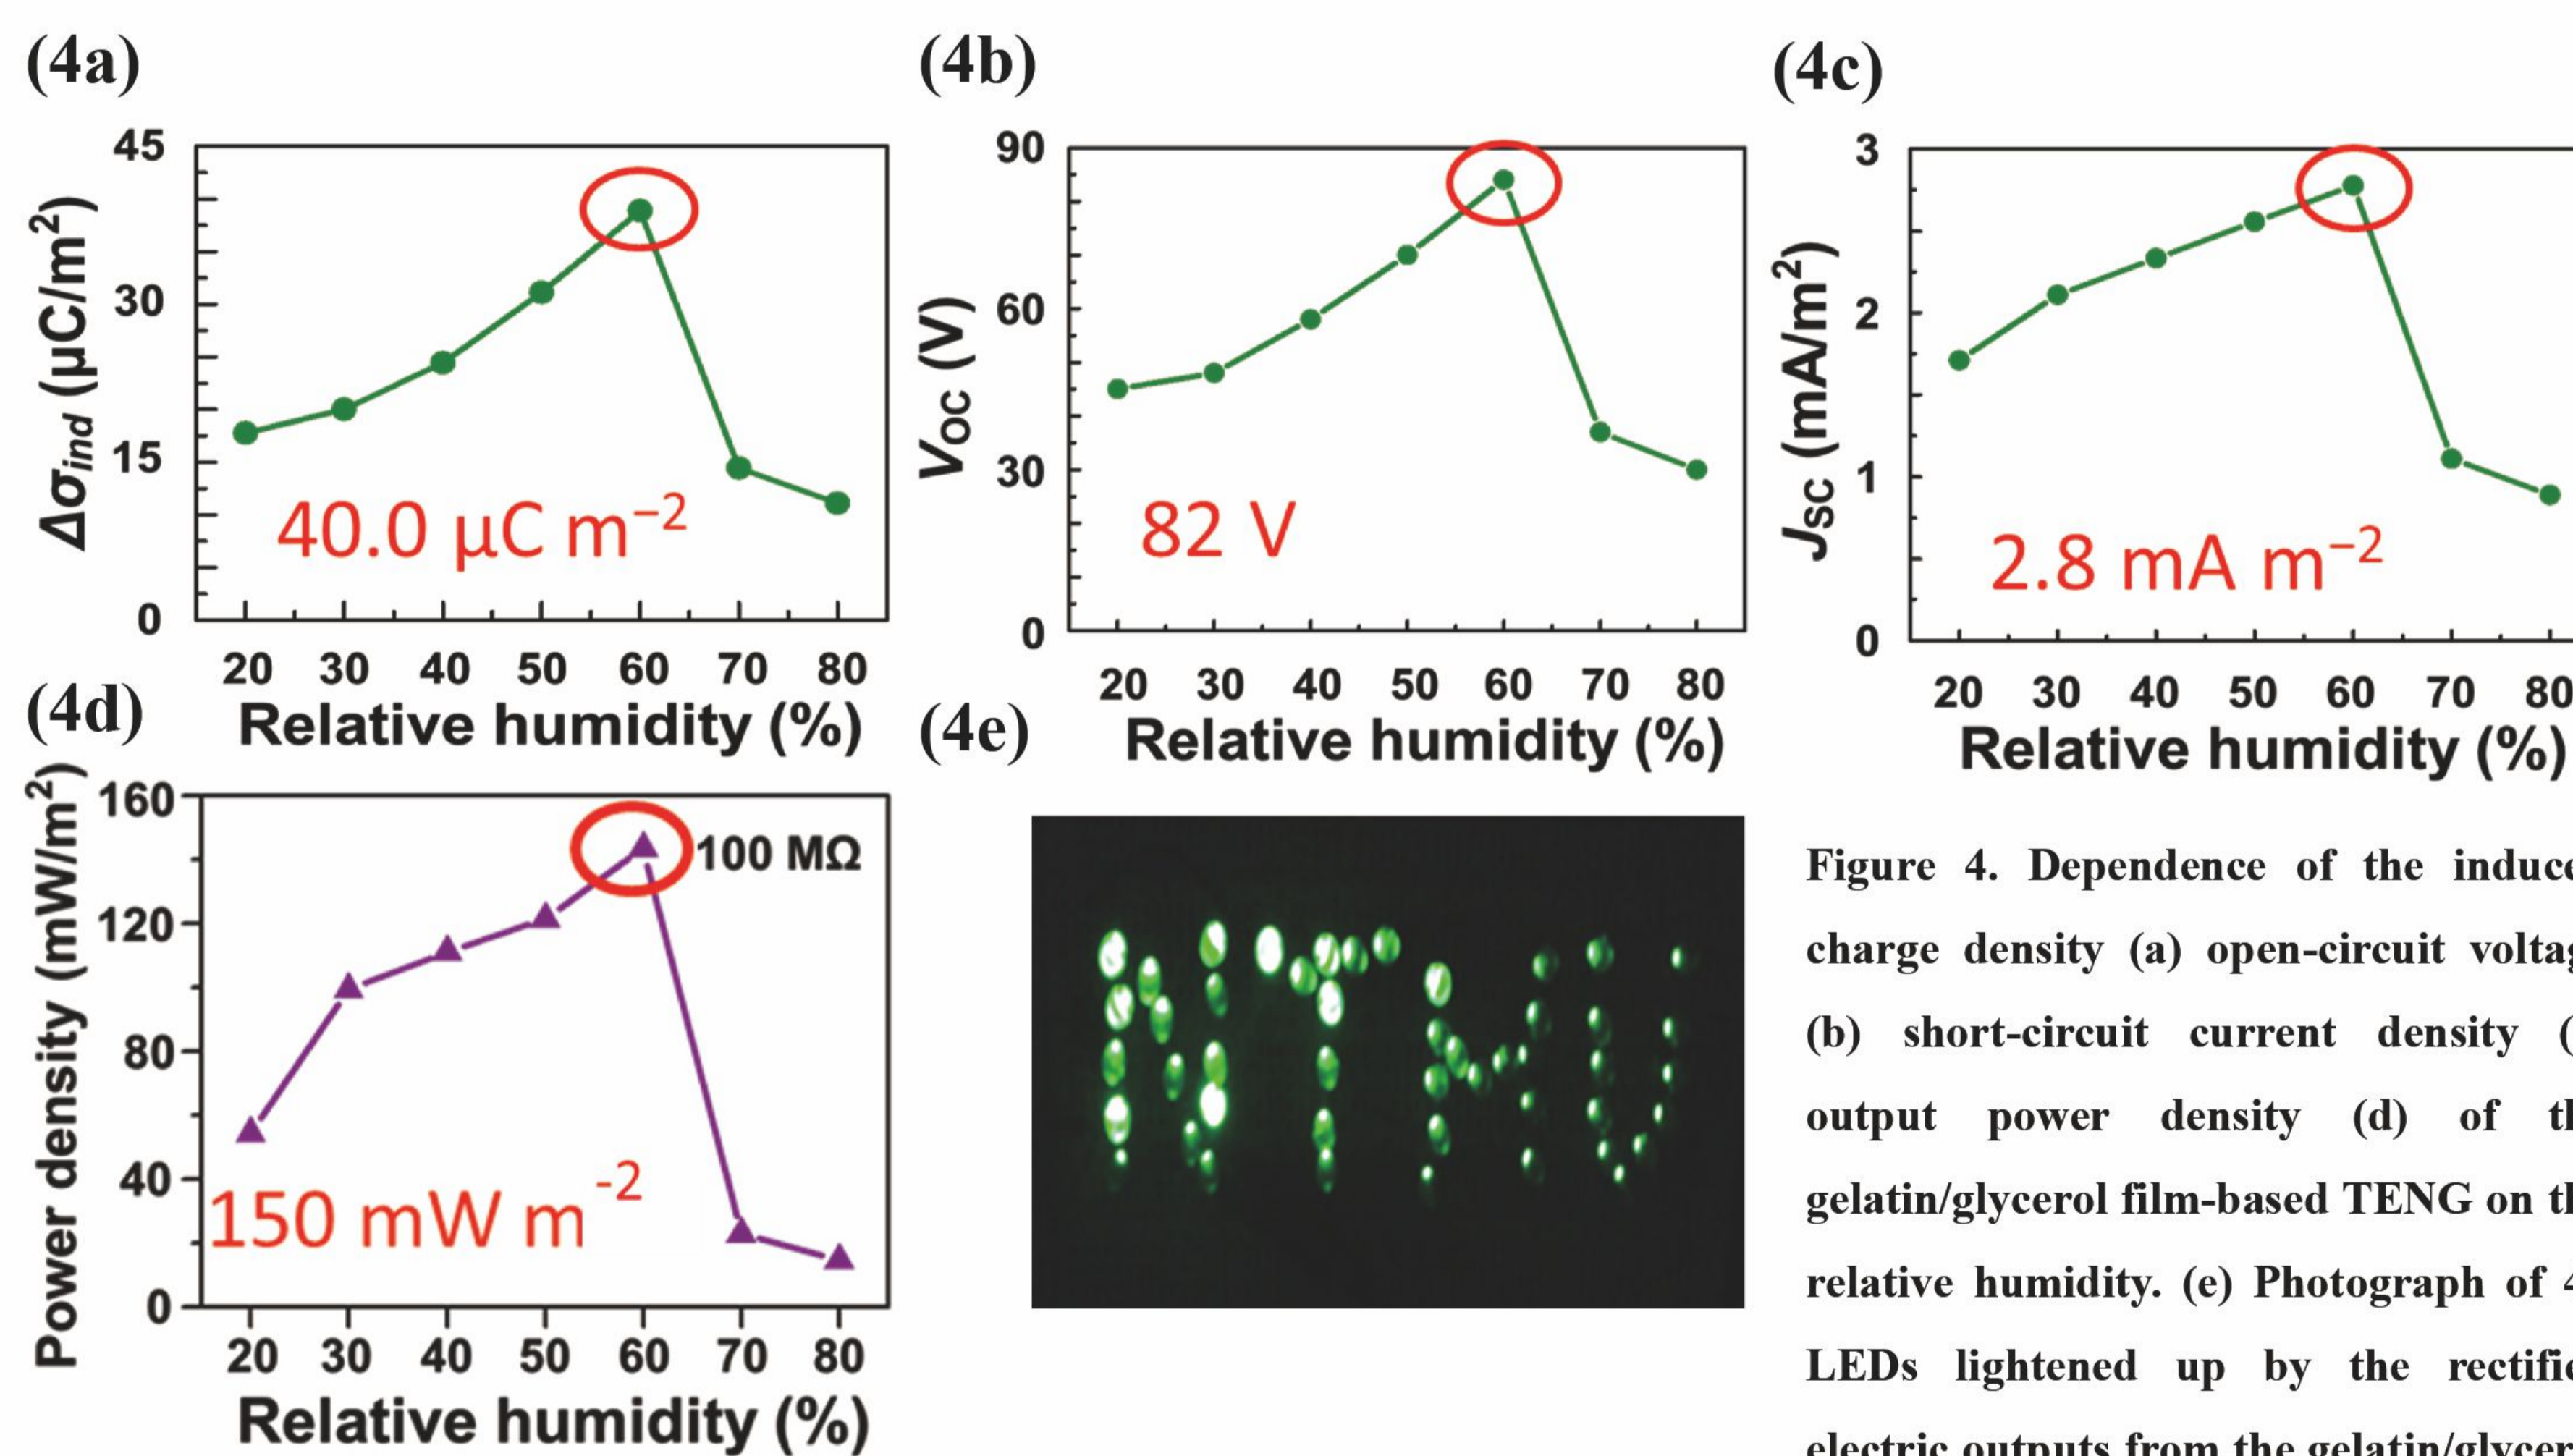 (4a)
Δσind (μC/m²)
45
30
15
0
40.0 μC m⁻²
20 30 40 50 60 70 80
Relative humidity (%)
(4b)
VOC (V)
90
60
30
0
82 V
20 30 40 50 60 70 80
Relative humidity (%)
(4c)
JSC (mA/m²)
3
2
1
0
2.8 mA m⁻²
20 30 40 50 60 70 80
Relative humidity (%)
(4d)
Power density (mW/m²)
160
120
80
40
0
100 MΩ
150 mW m⁻²
20 30 40 50 60 70 80
Relative humidity (%)
(4e)
NTMU
Figure 4. Dependence of the
charge density (a) open-circuit
(b) short-circuit current density
output power density (d) of
gelatin/glycerol film-based TENG on
relative humidity. (e) Photograph of
LEDs lightened up by the
electric outputs from the